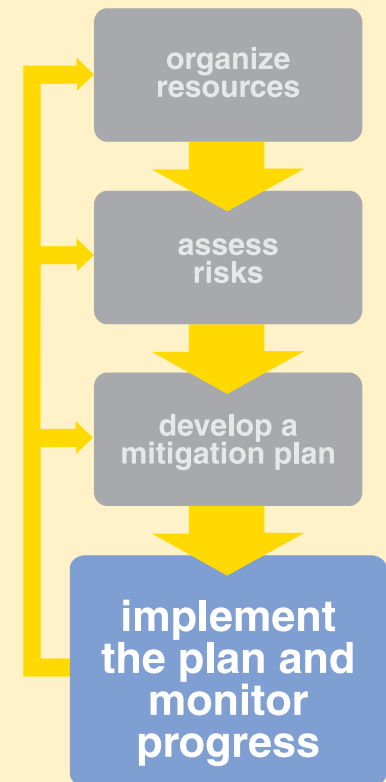 organize
resources
assess
risks
develop a
mitigation plan
implement
the plan and
monitor
progress